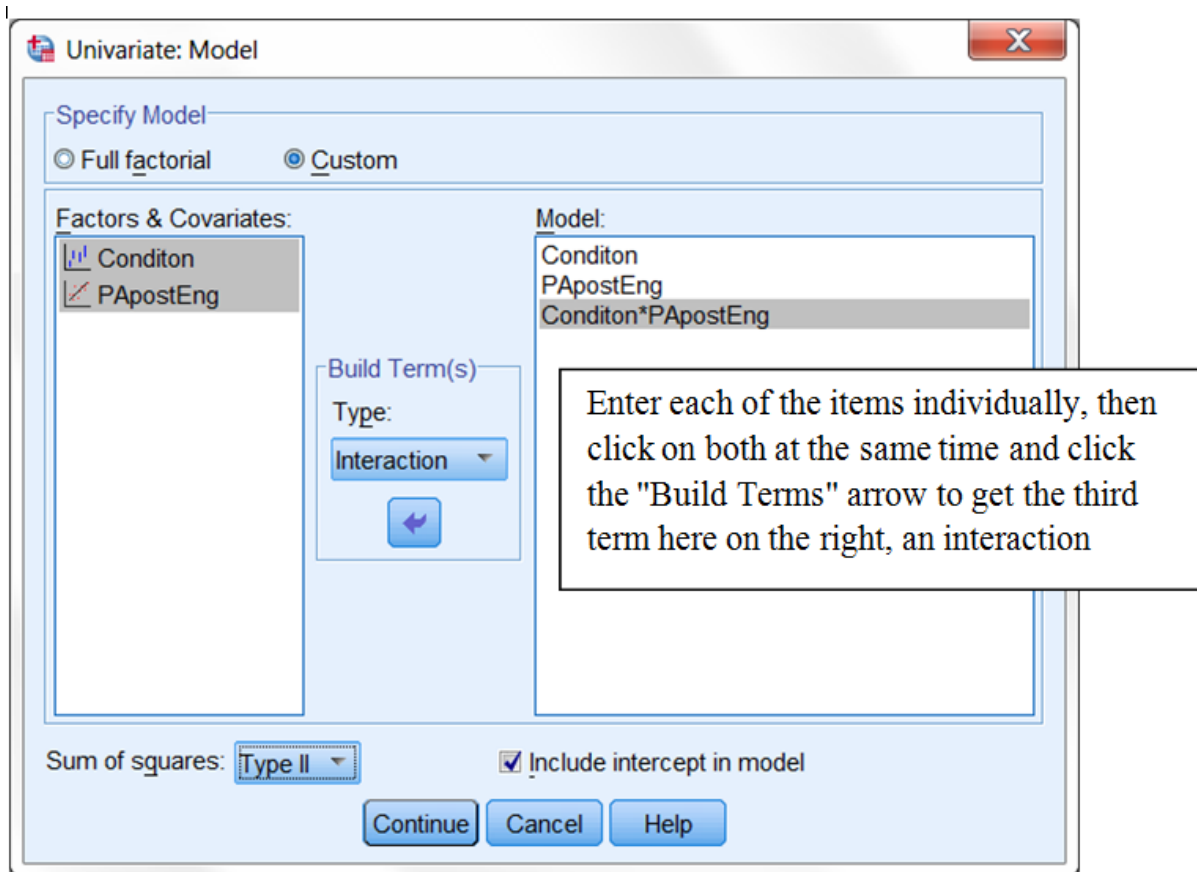 Univariate: Model
Specify Model
Full factorial
Custom
Factors & Covariates:
Conditon
PApostEng
Build Term(s)
Type:
Interaction
Model:
Conditon
PApostEng
Conditon*PApostEng
Enter each of the items individually, then
click on both at the same time and click
the "Build Terms" arrow to get the third
term here on the right, an interaction
Sum of squares: Type II
Include intercept in model
Continue
Cancel
Help